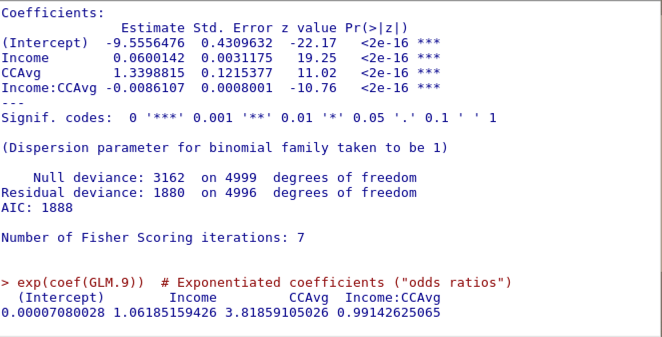 Coefficients:
Estimate Std. Error z value Pr(>|z|)
(Intercept) -9.5556476 0.4309632 -22.17 <2e-16 ***
Income 0.0600142 0.0031175 19.25 <2e-16 ***
CCAvg 1.3398815 0.1215377 11.02 <2e-16 ***
Income:CCAvg -0.0086107 0.0008001 -10.76 <2e-16 ***
---
Signif. codes: 0 '***' 0.001 '**' 0.01 '*' 0.05 '.' 0.1 ' ' 1
(Dispersion parameter for binomial family taken to be 1)
Null deviance: 3162 on 4999 degrees of freedom
Residual deviance: 1880 on 4996 degrees of freedom
AIC: 1888
Number of Fisher Scoring iterations: 7
> exp(coef(GLM.9)) # Exponentiated coefficients ("odds ratios")
(Intercept) Income CCAvg Income:CCAvg
0.00007080028 1.06185159426 3.81859105026 0.99142625065